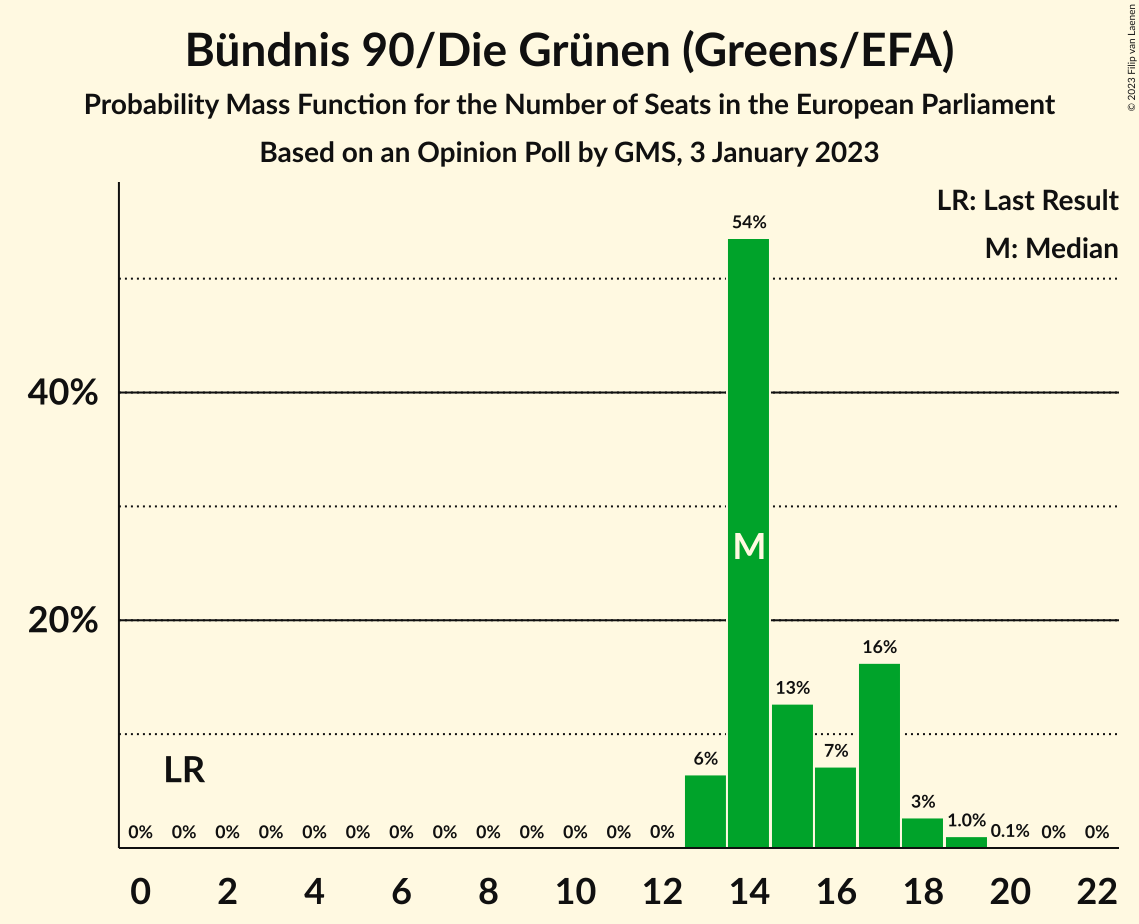 Bündnis 90/Die Grünen (Greens/EFA)
Probability Mass Function for the Number of Seats in the European Parliament
Based on an Opinion Poll by GMS, 3 January 2023
© 2023 Filip van Laenen
LR: Last Result
M: Median
54%
40%
M
20%
16%
13%
7%
6%
LR
3%
1.0%
0% 0% 0% 0% 0% 0% 0% 0% 0% 0% 0% 0% 0% 0.1% 0% 0%
0 2 4 6 8 10 12 14 16 18 20 22